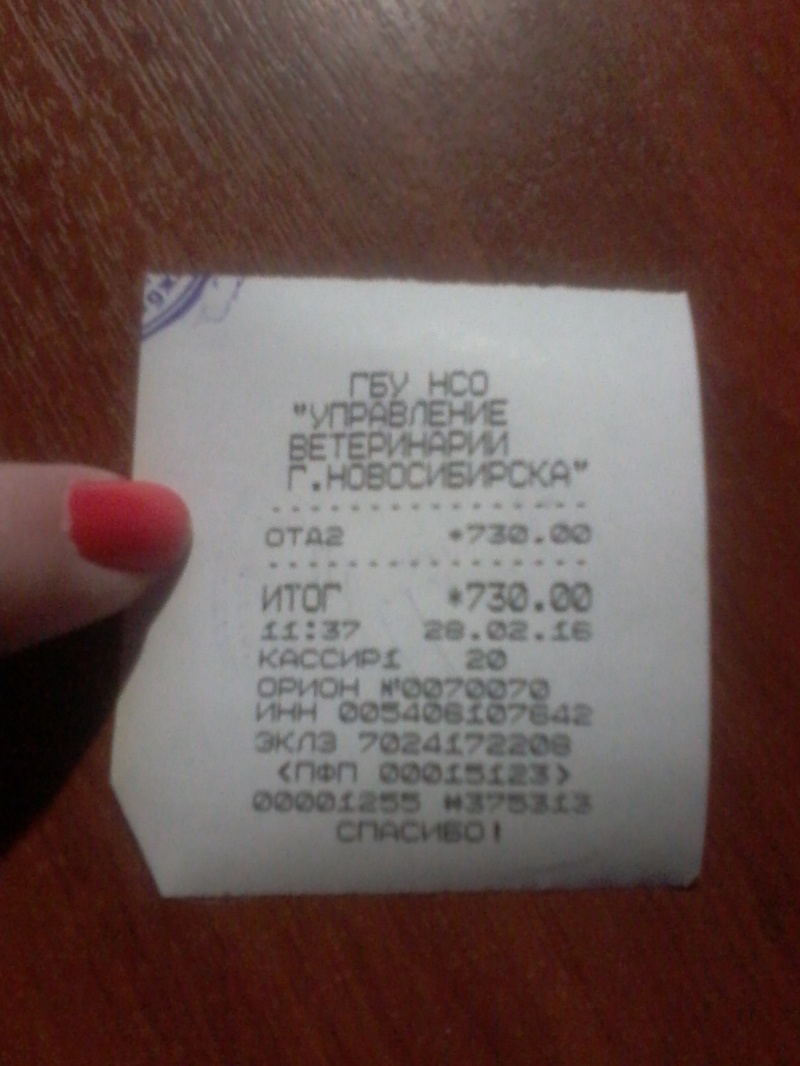 ГБУ НСО
"УПРАВЛЕНИЕ
ВЕТЕРИНАРИИ
Г.НОВОСИБИРСКА"
ОТД2 *730.00
ИТОГ *730.00
11:37 28.02.16
КАССИР1 20
ОРИОН №0070070
ИНН 005406107642
ЭКЛЗ 7024172208
<ПФП 00015123>
00001255 #375313
СПАСИБО!